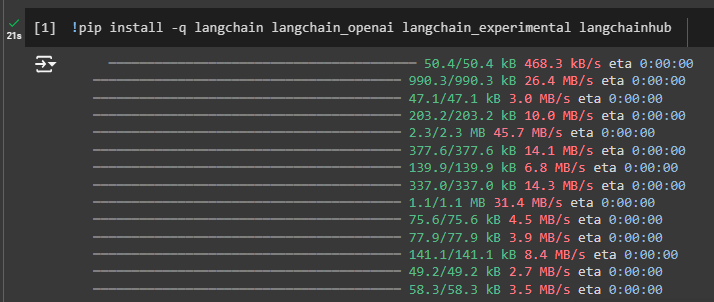 [1] !pip install -q langchain langchain_openai langchain_experimental langchainhub
21s
50.4/50.4 kB 468.3 kB/s eta 0:00:00
990.3/990.3 kB 26.4 MB/s eta 0:00:00
47.1/47.1 kB 3.0 MB/s eta 0:00:00
203.2/203.2 kB 10.0 MB/s eta 0:00:00
2.3/2.3 MB 45.7 MB/s eta 0:00:00
377.6/377.6 kB 14.1 MB/s eta 0:00:00
139.9/139.9 kB 6.8 MB/s eta 0:00:00
337.0/337.0 kB 14.3 MB/s eta 0:00:00
1.1/1.1 MB 31.4 MB/s eta 0:00:00
75.6/75.6 kB 4.5 MB/s eta 0:00:00
77.9/77.9 kB 3.9 MB/s eta 0:00:00
141.1/141.1 kB 8.4 MB/s eta 0:00:00
49.2/49.2 kB 2.7 MB/s eta 0:00:00
58.3/58.3 kB 3.5 MB/s eta 0:00:00